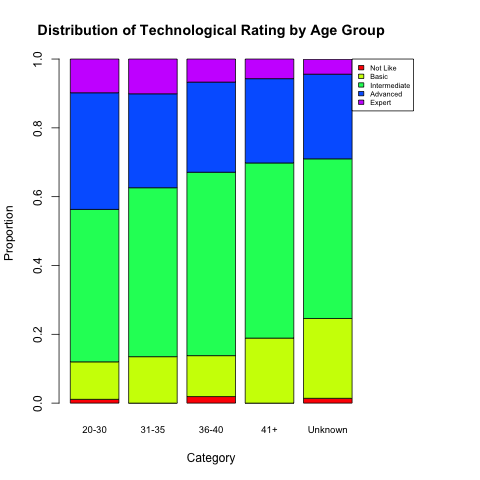 Distribution of Technological Rating by Age Group
Not Like
Basic
Intermediate
Advanced
Expert
Proportion
1.0
0.8
0.6
0.4
0.2
0.0
20-30 31-35 36-40 41+ Unknown
Category